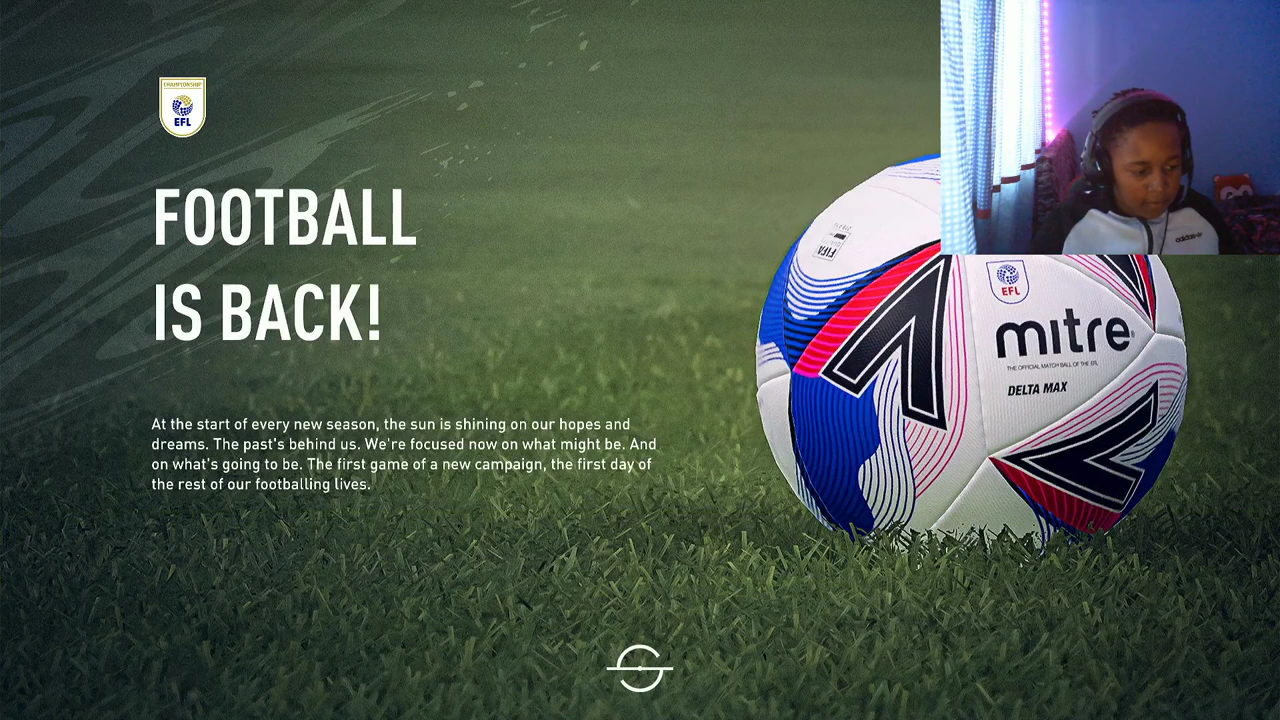 CHAMPIONSHIP
EFL
FOOTBALL
IS BACK!
At the start of every new season, the sun is shining on our hopes and
dreams. The past's behind us. We're focused now on what might be. And
on what's going to be. The first game of a new campaign, the first day of
the rest of our footballing lives.
FIFA
EFL
mitre
THE OFFICIAL MATCH BALL OF THE EFL
DELTA MAX
adidas